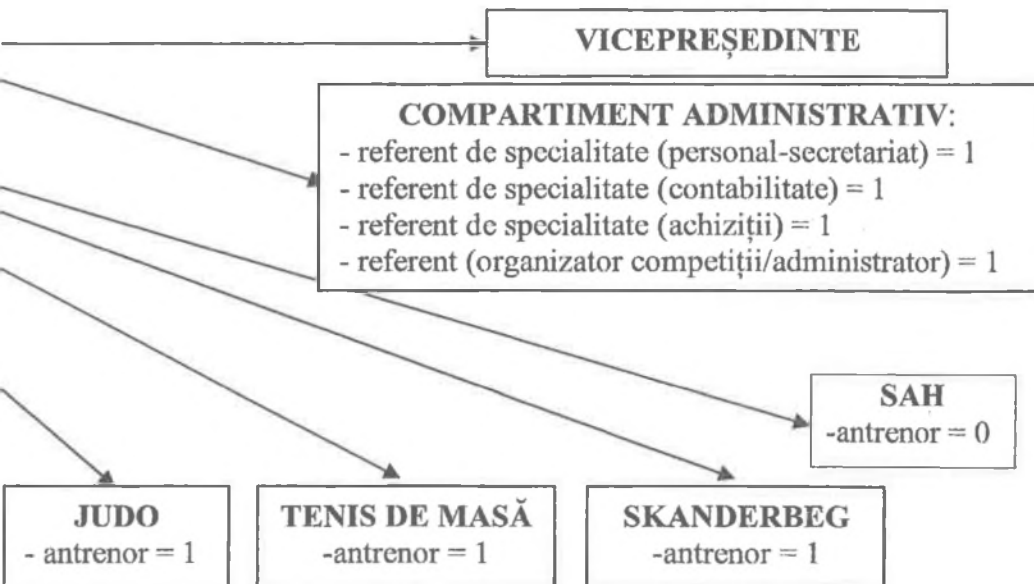 VICEPREȘEDINTE
COMPARTIMENT ADMINISTRATIV:
- referent de specialitate (personal-secretariat) = 1
- referent de specialitate (contabilitate) = 1
- referent de specialitate (achiziții) = 1
- referent (organizator competiții/administrator) = 1
SAH
-antrenor = 0
JUDO
- antrenor = 1
TENIS DE MASĂ
-antrenor = 1
SKANDERBEG
-antrenor = 1